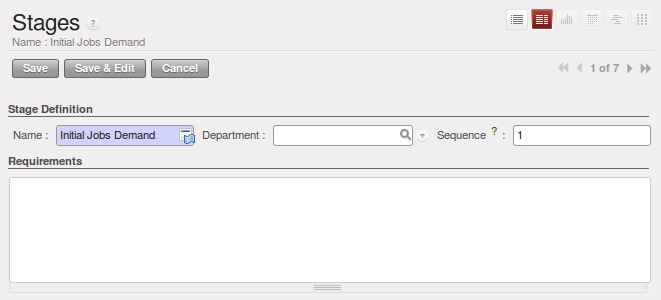 Stages ?
Name : Initial Jobs Demand
Save Save & Edit Cancel 1 of 7
Stage Definition
Name : Initial Jobs Demand Department : Sequence ? : 1
Requirements